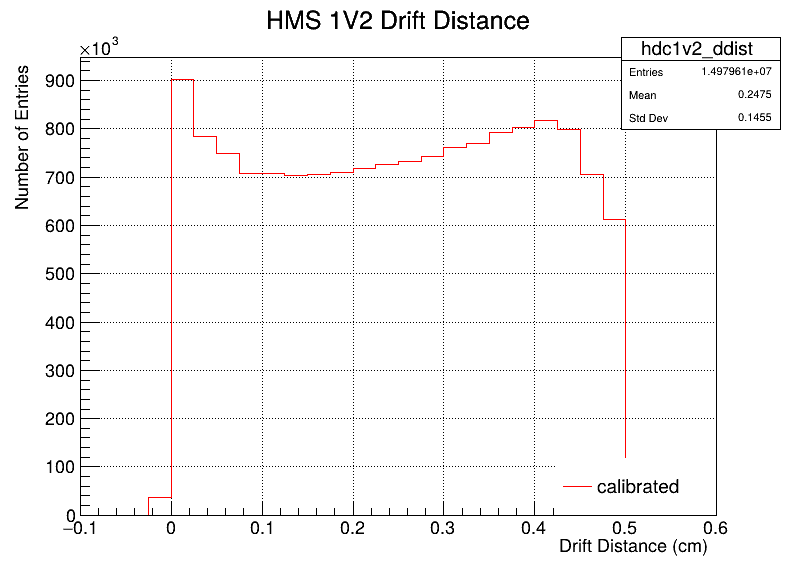 HMS 1V2 Drift Distance
×10³
hdc1v2_ddist
Entries 1.497961e+07
Mean 0.2475
Std Dev 0.1455
Number of Entries
900
800
700
600
500
400
300
200
100
0
calibrated
−0.1 0 0.1 0.2 0.3 0.4 0.5 0.6
Drift Distance (cm)